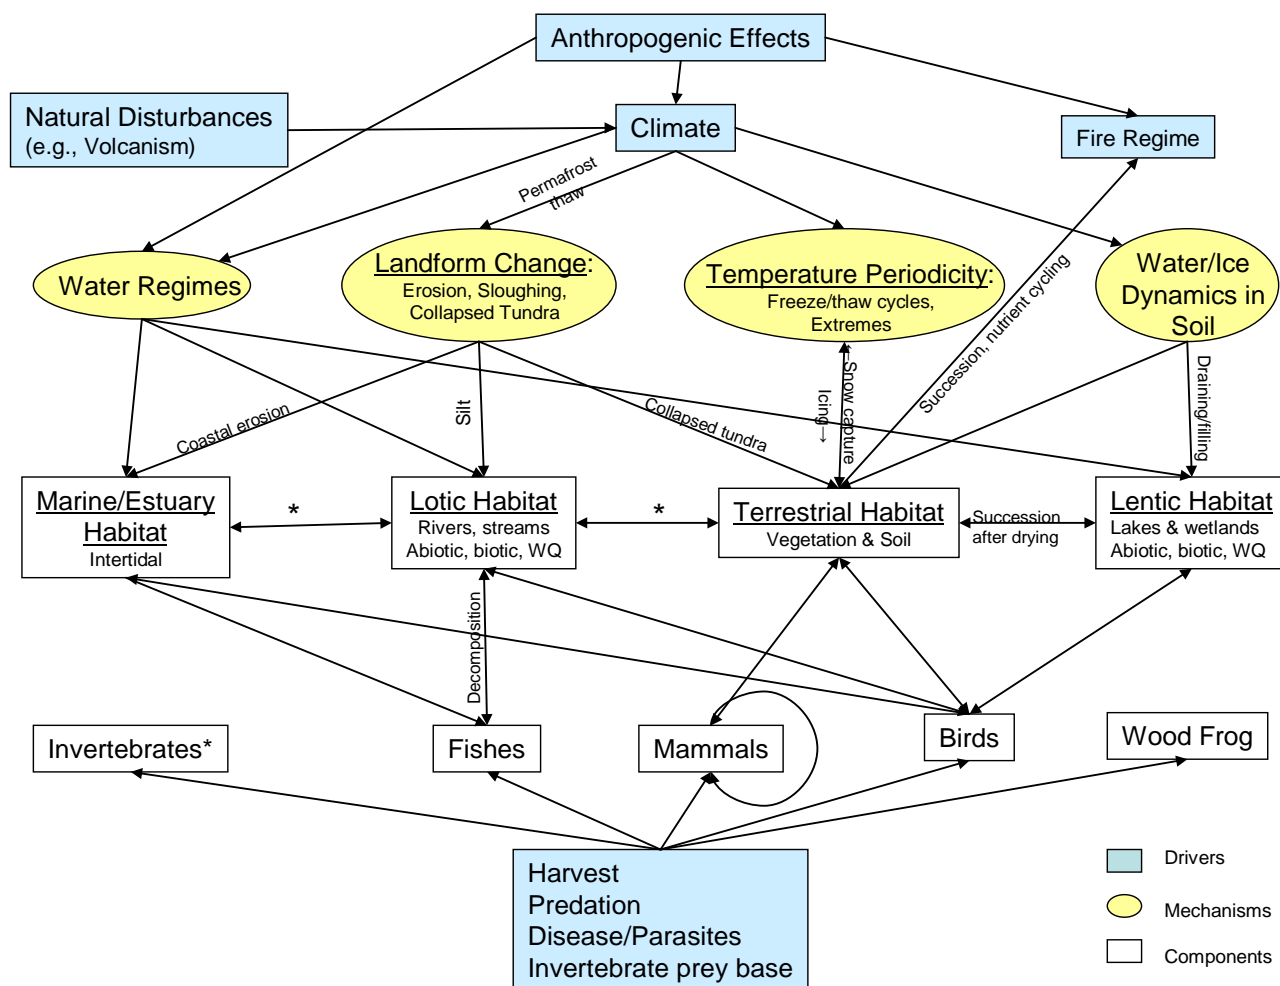 Anthropogenic Effects
Natural Disturbances
(e.g., Volcanism)
Climate
Fire Regime
Permafrost
thaw
Water Regimes
Landform Change:
Erosion, Sloughing,
Collapsed Tundra
Temperature Periodicity:
Freeze/thaw cycles,
Extremes
Water/Ice
Dynamics in
Soil
Coastal erosion
Silt
Collapsed tundra
Icing→
←Snow capture
Succession, nutrient cycling
Draining/filling
Marine/Estuary
Habitat
Intertidal
*
Lotic Habitat
Rivers, streams
Abiotic, biotic, WQ
*
Terrestrial Habitat
Vegetation & Soil
Succession
after drying
Lentic Habitat
Lakes & wetlands
Abiotic, biotic, WQ
Decomposition
Invertebrates*
Fishes
Mammals
Birds
Wood Frog
Harvest
Predation
Disease/Parasites
Invertebrate prey base
Drivers
Mechanisms
Components